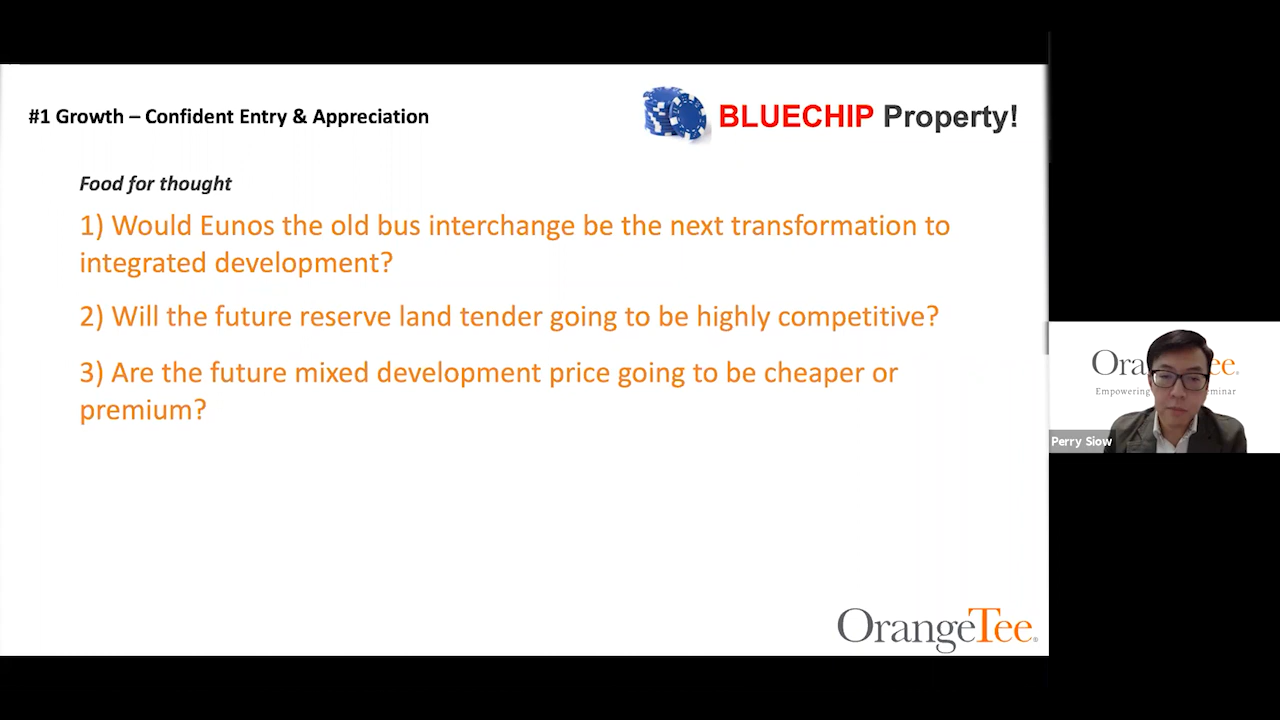 #1 Growth – Confident Entry & Appreciation
BLUECHIP Property!
Food for thought
1) Would Eunos the old bus interchange be the next transformation to
integrated development?
2) Will the future reserve land tender going to be highly competitive?
3) Are the future mixed development price going to be cheaper or
premium?
OrangeTee®
Empowering
Perry Siow